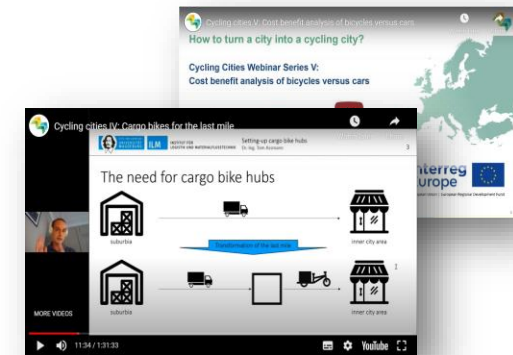 Cycling cities V: Cost benefit analysis of bicycles versus cars
How to turn a city into a cycling city?
Cycling Cities Webinar Series V:
Cost benefit analysis of bicycles versus cars
Interreg
Europe
Cycling cities IV: Cargo bikes for the last mile
ILM
Setting-up cargo bike hubs
3
The need for cargo bike hubs
suburbia
inner city area
Transformation of the last mile
suburbia
inner city area
MORE VIDEOS
11:34 / 1:31:33
YouTube